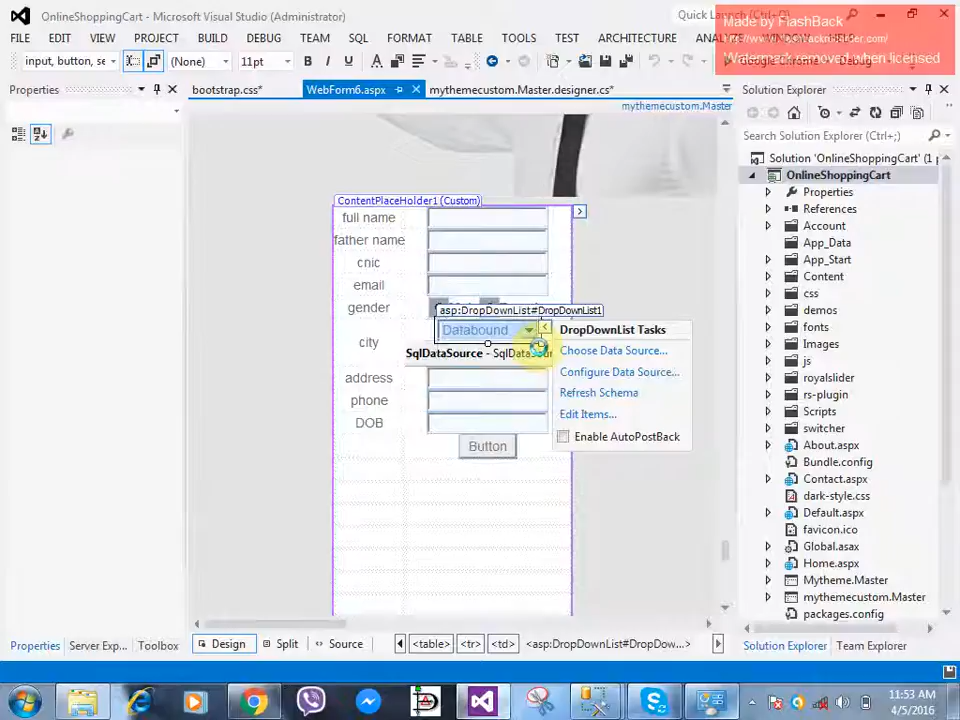 OnlineShoppingCart - Microsoft Visual Studio (Administrator)
Quick Launch (Ctrl+Q)
Made by FlashBack
Watermark removed when licensed
FILE EDIT VIEW PROJECT BUILD DEBUG TEAM SQL FORMAT TABLE TOOLS TEST ARCHITECTURE ANALYZE
input, button, se
(None)
11pt
B I U A
Debug
Properties
bootstrap.css*
WebForm6.aspx
mythemecustom.Master.designer.cs*
mythemecustom.Master
Solution Explorer
Search Solution Explorer (Ctrl+;)
Solution 'OnlineShoppingCart' (1
OnlineShoppingCart
Properties
References
Account
App_Data
App_Start
Content
css
demos
fonts
Images
js
royalslider
rs-plugin
Scripts
switcher
About.aspx
Bundle.config
Contact.aspx
dark-style.css
Default.aspx
favicon.ico
Global.asax
Home.aspx
Mytheme.Master
mythemecustom.Master
packages.config
ContentPlaceHolder1 (Custom)
full name
father name
cnic
email
gender
asp:DropDownList#DropDownList1
Databound
city
SqlDataSource - SqlDataSour
address
phone
DOB
Button
DropDownList Tasks
Choose Data Source...
Configure Data Source...
Refresh Schema
Edit Items...
Enable AutoPostBack
Properties Server Exp... Toolbox
Design Split Source
<table> <tr> <td> <asp:DropDownList#DropDow...>
Solution Explorer Team Explorer
11:53 AM
4/5/2016